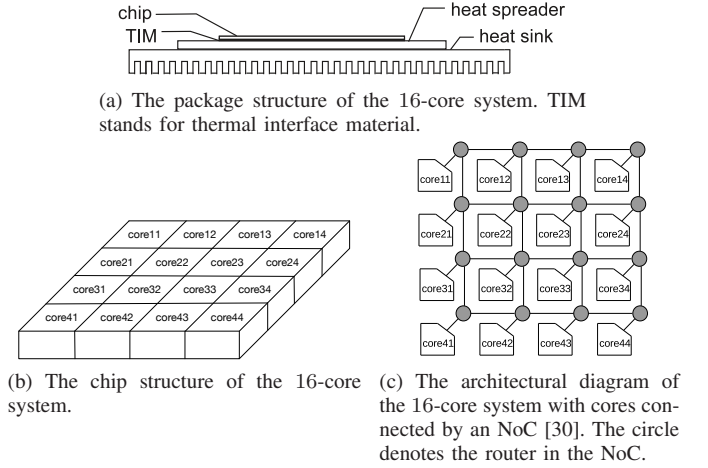 chip
TIM
heat spreader
heat sink
(a) The package structure of the 16-core system. TIM
stands for thermal interface material.
core11 core12 core13 core14
core21 core22 core23 core24
core31 core32 core33 core34
core41 core42 core43 core44
(b) The chip structure of the 16-core
system.
core11 core12 core13 core14
core21 core22 core23 core24
core31 core32 core33 core34
core41 core42 core43 core44
(c) The architectural diagram of
the 16-core system with cores con-
nected by an NoC [30]. The circle
denotes the router in the NoC.